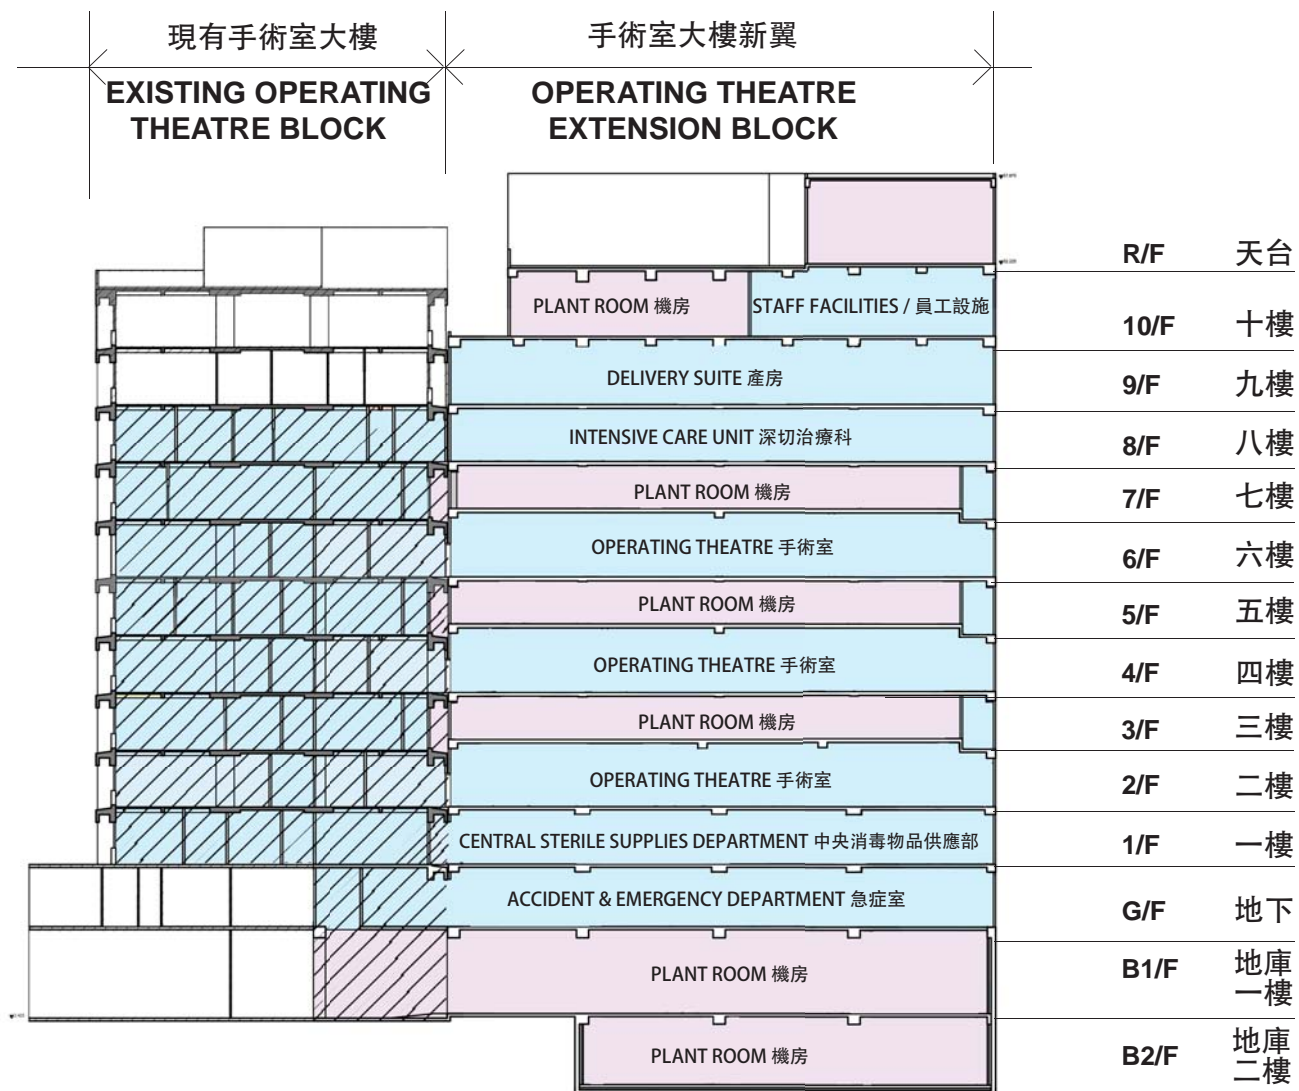 現有手術室大樓
手術室大樓新翼
EXISTING OPERATING
THEATRE BLOCK
OPERATING THEATRE
EXTENSION BLOCK
R/F 天台
PLANT ROOM 機房
STAFF FACILITIES / 員工設施
10/F 十樓
DELIVERY SUITE 產房
9/F 九樓
INTENSIVE CARE UNIT 深切治療科
8/F 八樓
PLANT ROOM 機房
7/F 七樓
OPERATING THEATRE 手術室
6/F 六樓
PLANT ROOM 機房
5/F 五樓
OPERATING THEATRE 手術室
4/F 四樓
PLANT ROOM 機房
3/F 三樓
OPERATING THEATRE 手術室
2/F 二樓
CENTRAL STERILE SUPPLIES DEPARTMENT 中央消毒物品供應部
1/F 一樓
ACCIDENT & EMERGENCY DEPARTMENT 急症室
G/F 地下
PLANT ROOM 機房
B1/F 地庫
一樓
PLANT ROOM 機房
B2/F 地庫
二樓